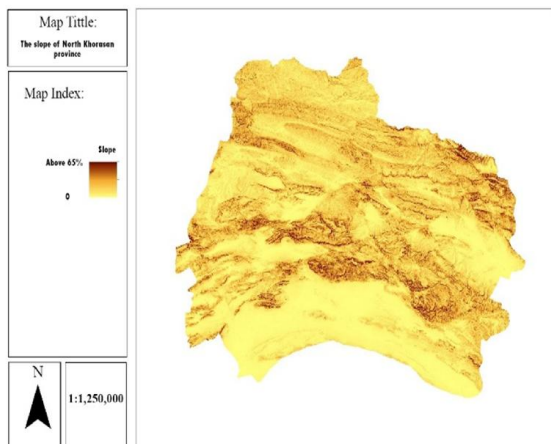 Map Tittle:
The slope of North Khorasan
province
Map Index:
Slope
Above 65%
0
N
1:1,250,000